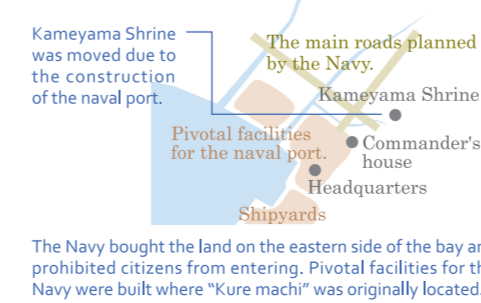 Kameyama Shrine
was moved due to
the construction
of the naval port.
The main roads planned
by the Navy.
Kameyama Shrine
Pivotal facilities
for the naval port.
Commander's
house
Headquarters
Shipyards
The Navy bought the land on the eastern side of the bay
prohibited citizens from entering. Pivotal facilities for
Navy were built where “Kure machi” was originally located.